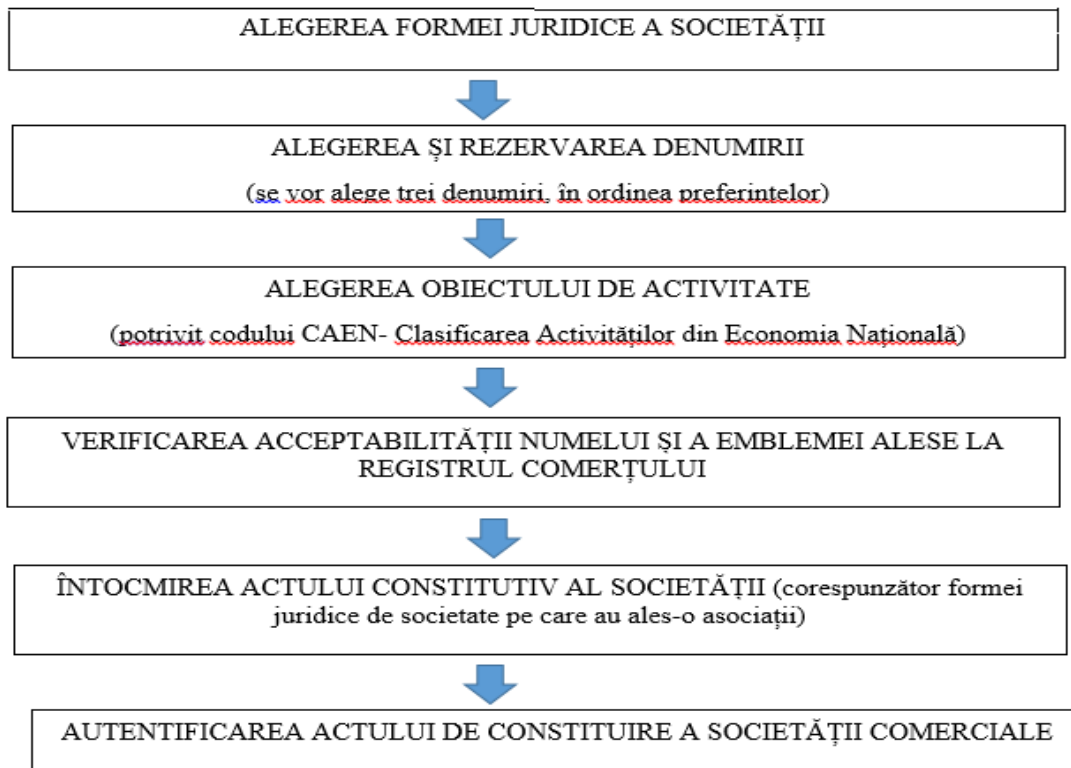 ALEGEREA FORMEI JURIDICE A SOCIETĂȚII
ALEGEREA ȘI REZERVAREA DENUMIRII
(se vor alege trei denumiri, în ordinea preferințelor)
ALEGEREA OBIECTULUI DE ACTIVITATE
(potrivit codului CAEN- Clasificarea Activităților din Economia Națională)
VERIFICAREA ACCEPTABILITĂȚII NUMELUI ȘI A EMBLEMEI ALESE LA
REGISTRUL COMERȚULUI
ÎNTOCMIREA ACTULUI CONSTITUTIV AL SOCIETĂȚII (corespunzător formei
juridice de societate pe care au ales-o asociații)
AUTENTIFICAREA ACTULUI DE CONSTITUIRE A SOCIETĂȚII COMERCIALE